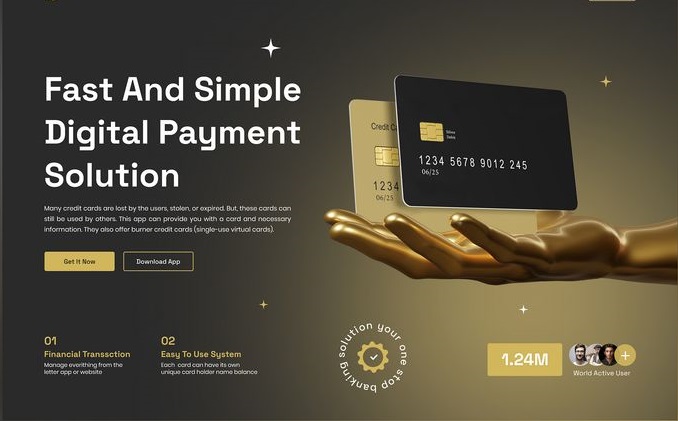 Fast And Simple
Digital Payment
Solution
Many credit cards are lost by the users, stolen, or expired. But, these cards can
still be used by others. This app can provide you with a card and necessary
information. They also offer burner credit cards (single-use virtual cards).
Get It Now
Download App
Credit Ca
1234
06/25
1234 5678 9012 245
06/25
01
Financial Transsction
Manage everithing from the
letter app or website
02
Easy To Use System
Each card can have its own
unique card holder name balance
solution your one stop banking
1.24M
+
World Active User